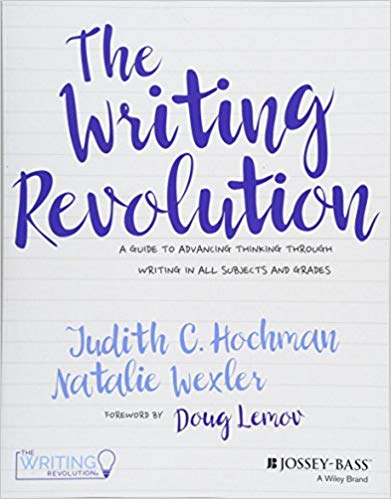 The
Writing
Revolution
A GUIDE TO ADVANCING THINKING THROUGH
WRITING IN ALL SUBJECTS AND GRADES
Judith C. Hochman
Natalie Wexler
FOREWORD BY Doug Lemov
THE
WRITING
REVOLUTION
JOSSEY-BASS
A Wiley Brand